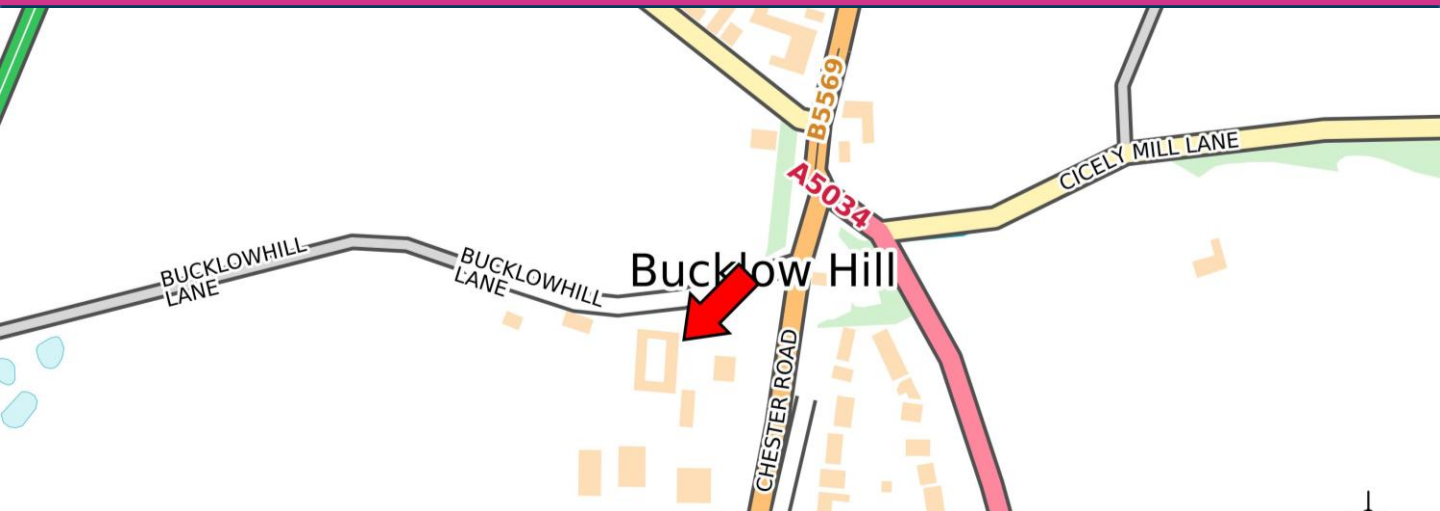 B5569
A5034
CICELY MILL LANE
BUCKLOWHILL
LANE
BUCKLOWHILL
LANE
Bucklow Hill
CHESTER ROAD